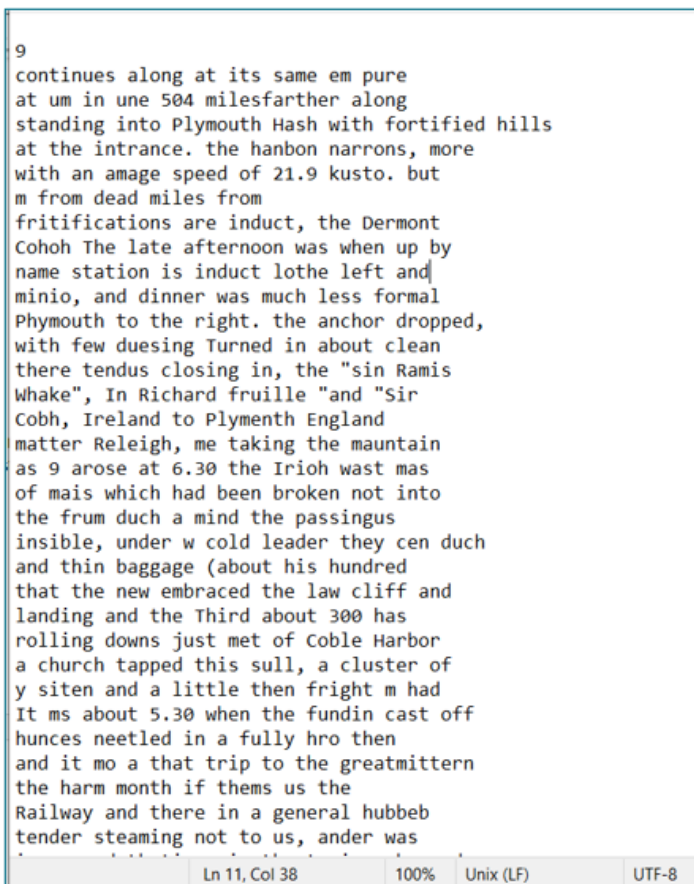 9
continues along at its same em pure
at um in une 504 milesfarther along
standing into Plymouth Hash with fortified hills
at the intrance. the hanbon narrons, more
with an amage speed of 21.9 kusto. but
m from dead miles from
fritifications are induct, the Dermont
Cohoh The late afternoon was when up by
name station is induct lothe left and
minio, and dinner was much less formal
Phymouth to the right. the anchor dropped,
with few duesing Turned in about clean
there tendus closing in, the "sin Ramis
Whake", In Richard fruille "and "Sir
Cobh, Ireland to Plymenth England
matter Releigh, me taking the mauntain
as 9 arose at 6.30 the Irioh wast mas
of mais which had been broken not into
the frum duch a mind the passingus
insible, under w cold leader they cen duch
and thin baggage (about his hundred
that the new embraced the law cliff and
landing and the Third about 300 has
rolling downs just met of Coble Harbor
a church tapped this sull, a cluster of
y siten and a little then fright m had
It ms about 5.30 when the fundin cast off
hunces neetled in a fully hro then
and it mo a that trip to the greatmittern
the harm month if thems us the
Railway and there in a general hubbeb
tender steaming not to us, ander was
Ln 11, Col 38 100% Unix (LF) UTF-8